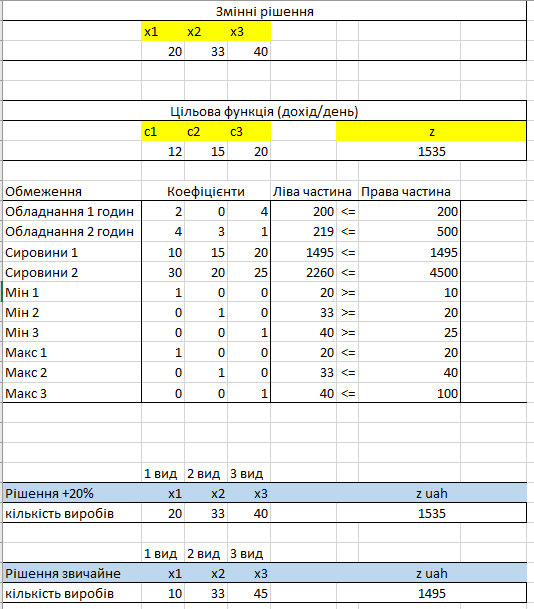 Змінні рішення
x1 x2 x3
20 33 40
Цільова функція (дохід/день)
c1 c2 c3 z
12 15 20 1535
Обмеження Коефіцієнти Ліва частина Права частина
Обладнання 1 годин 2 0 4 200 <= 200
Обладнання 2 годин 4 3 1 219 <= 500
Сировини 1 10 15 20 1495 <= 1495
Сировини 2 30 20 25 2260 <= 4500
Мін 1 1 0 0 20 >= 10
Мін 2 0 1 0 33 >= 20
Мін 3 0 0 1 40 >= 25
Макс 1 1 0 0 20 <= 20
Макс 2 0 1 0 33 <= 40
Макс 3 0 0 1 40 <= 100
1 вид 2 вид 3 вид
Рішення +20% x1 x2 x3 z uah
кількість виробів 20 33 40 1535
1 вид 2 вид 3 вид
Рішення звичайне x1 x2 x3 z uah
кількість виробів 10 33 45 1495